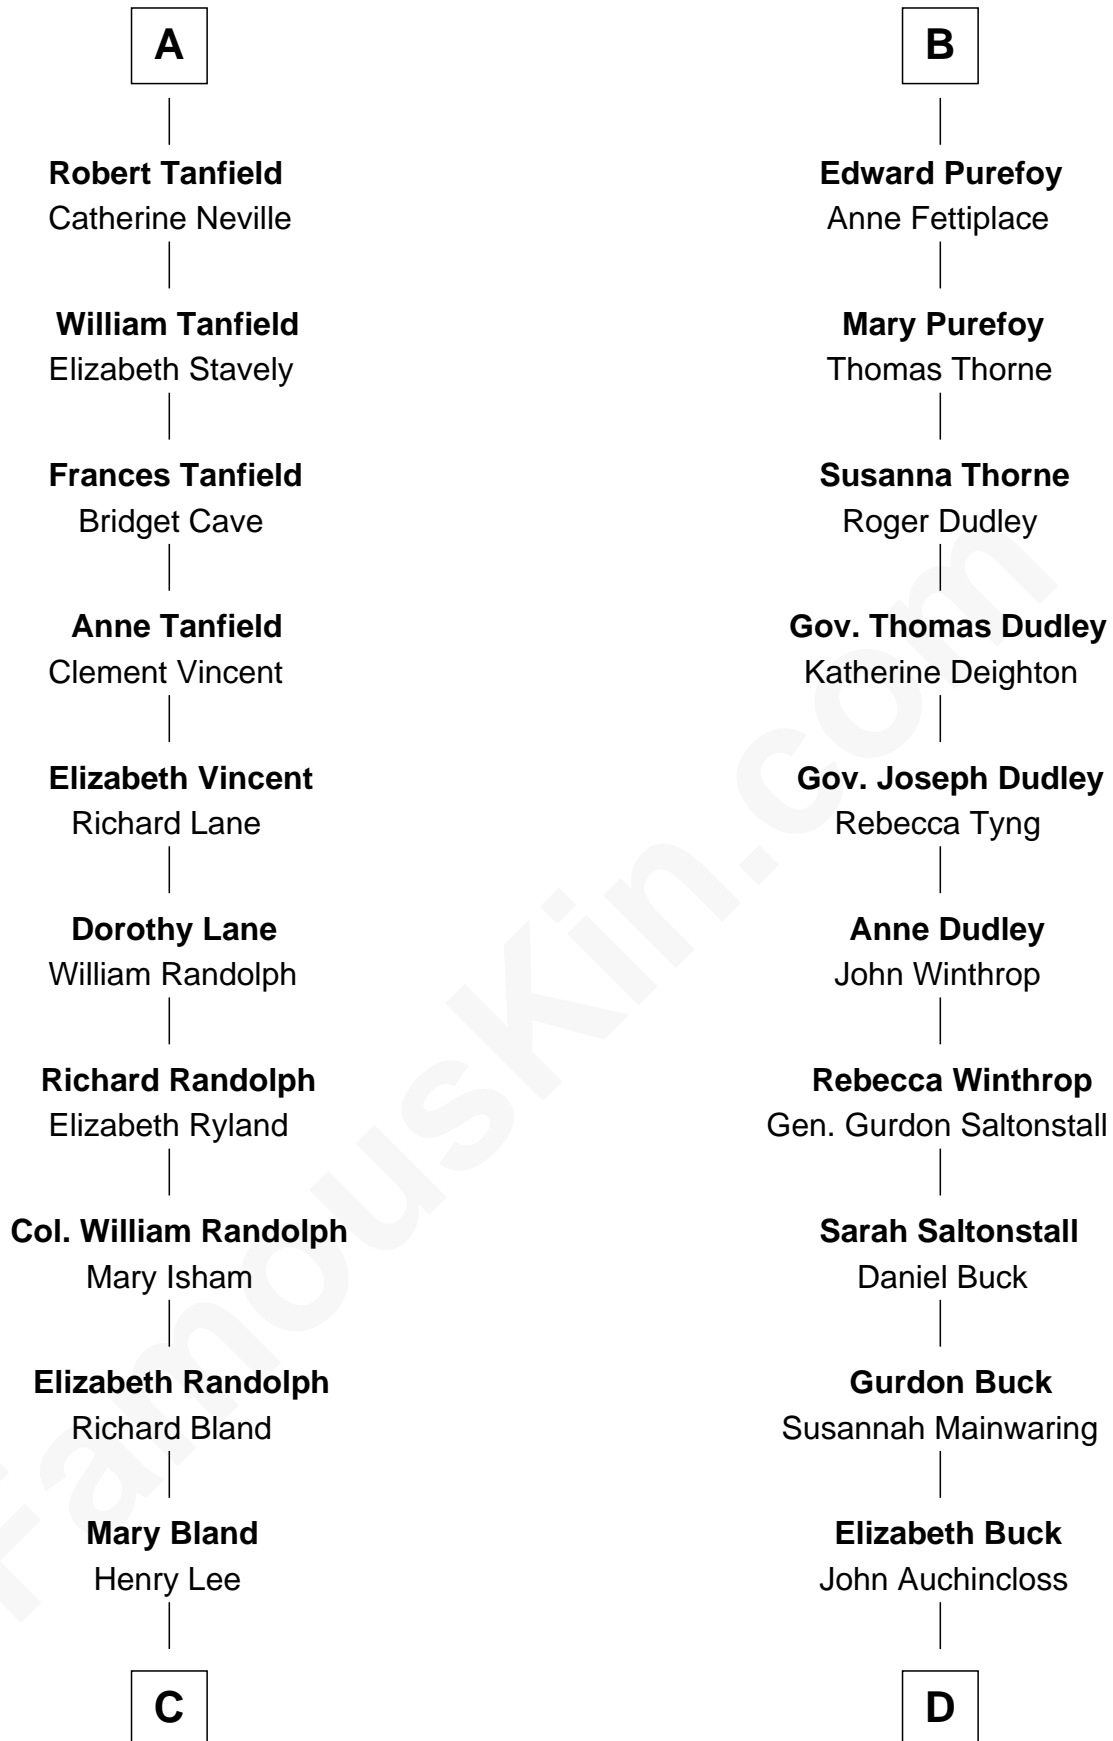 A
Robert Tanfield
Catherine Neville
William Tanfield
Elizabeth Stavely
Frances Tanfield
Bridget Cave
Anne Tanfield
Clement Vincent
Elizabeth Vincent
Richard Lane
Dorothy Lane
William Randolph
Richard Randolph
Elizabeth Ryland
Col. William Randolph
Mary Isham
Elizabeth Randolph
Richard Bland
Mary Bland
Henry Lee
C
B
Edward Purefoy
Anne Fettiplace
Mary Purefoy
Thomas Thorne
Susanna Thorne
Roger Dudley
Gov. Thomas Dudley
Katherine Deighton
Gov. Joseph Dudley
Rebecca Tyng
Anne Dudley
John Winthrop
Rebecca Winthrop
Gen. Gurdon Saltonstall
Sarah Saltonstall
Daniel Buck
Gurdon Buck
Susannah Mainwaring
Elizabeth Buck
John Auchincloss
D
FamousKin.com